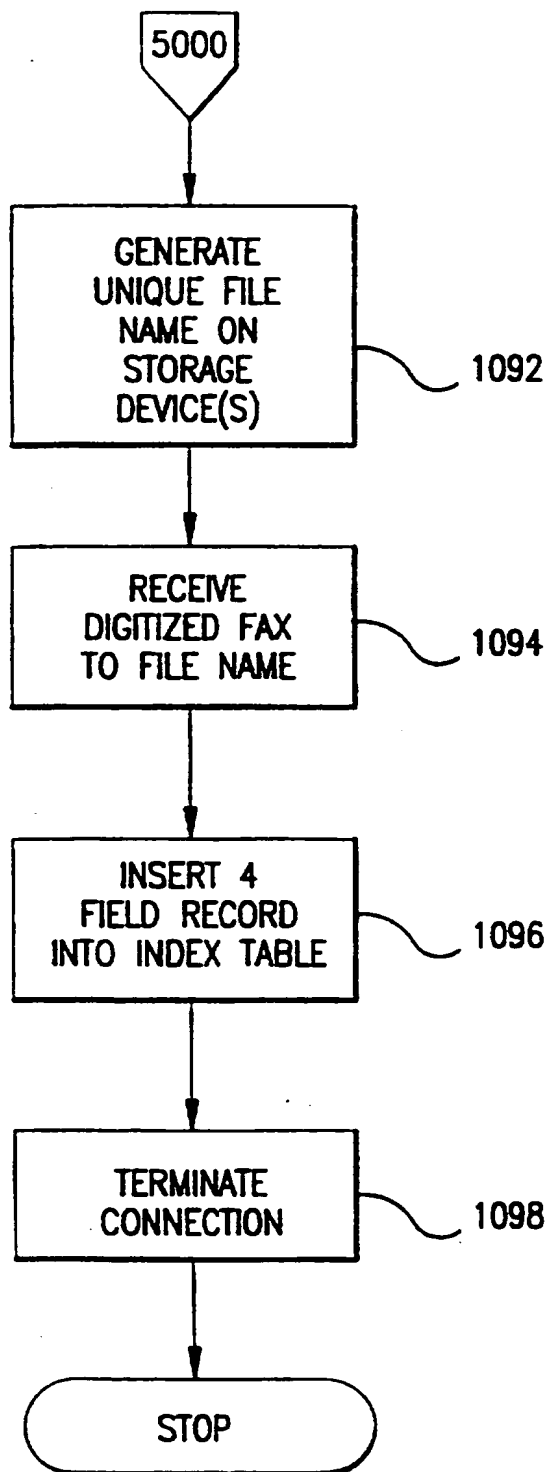 5000
GENERATE
UNIQUE FILE
NAME ON
STORAGE
DEVICE(S)
1092
RECEIVE
DIGITIZED FAX
TO FILE NAME
1094
INSERT 4
FIELD RECORD
INTO INDEX TABLE
1096
TERMINATE
CONNECTION
1098
STOP